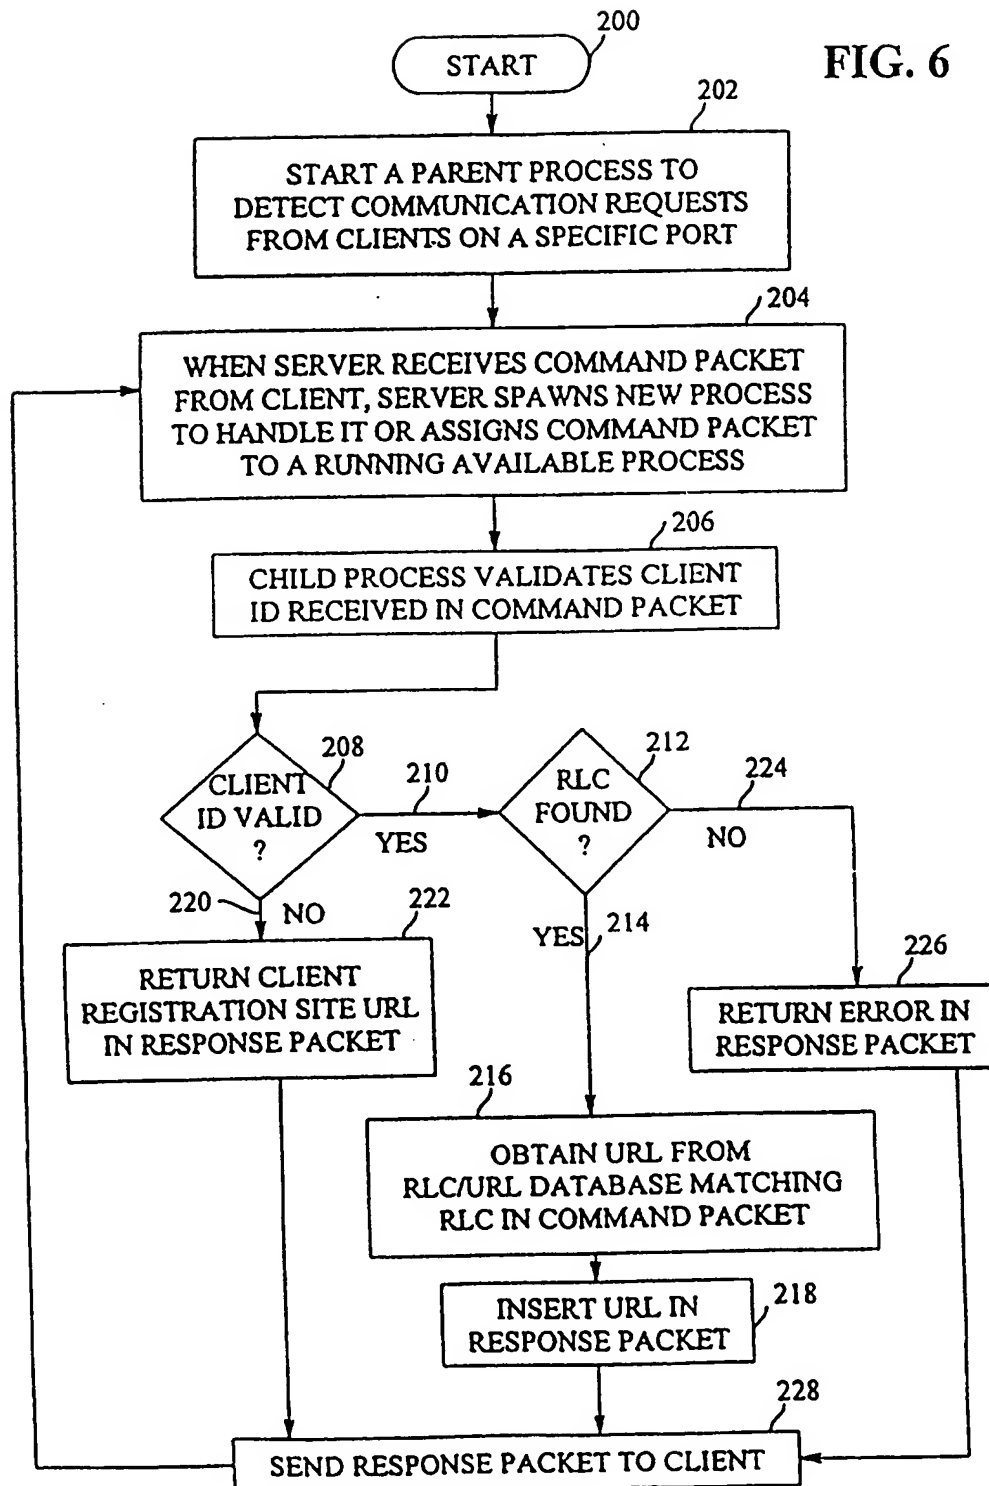 200
START
FIG. 6
202
START A PARENT PROCESS TO
DETECT COMMUNICATION REQUESTS
FROM CLIENTS ON A SPECIFIC PORT
204
WHEN SERVER RECEIVES COMMAND PACKET
FROM CLIENT, SERVER SPAWNS NEW PROCESS
TO HANDLE IT OR ASSIGNS COMMAND PACKET
TO A RUNNING AVAILABLE PROCESS
206
CHILD PROCESS VALIDATES CLIENT
ID RECEIVED IN COMMAND PACKET
208
CLIENT
ID VALID
?
210
YES
212
RLC
FOUND
?
224
NO
220
NO
222
RETURN CLIENT
REGISTRATION SITE URL
IN RESPONSE PACKET
YES
214
226
RETURN ERROR IN
RESPONSE PACKET
216
OBTAIN URL FROM
RLC/URL DATABASE MATCHING
RLC IN COMMAND PACKET
218
INSERT URL IN
RESPONSE PACKET
228
SEND RESPONSE PACKET TO CLIENT